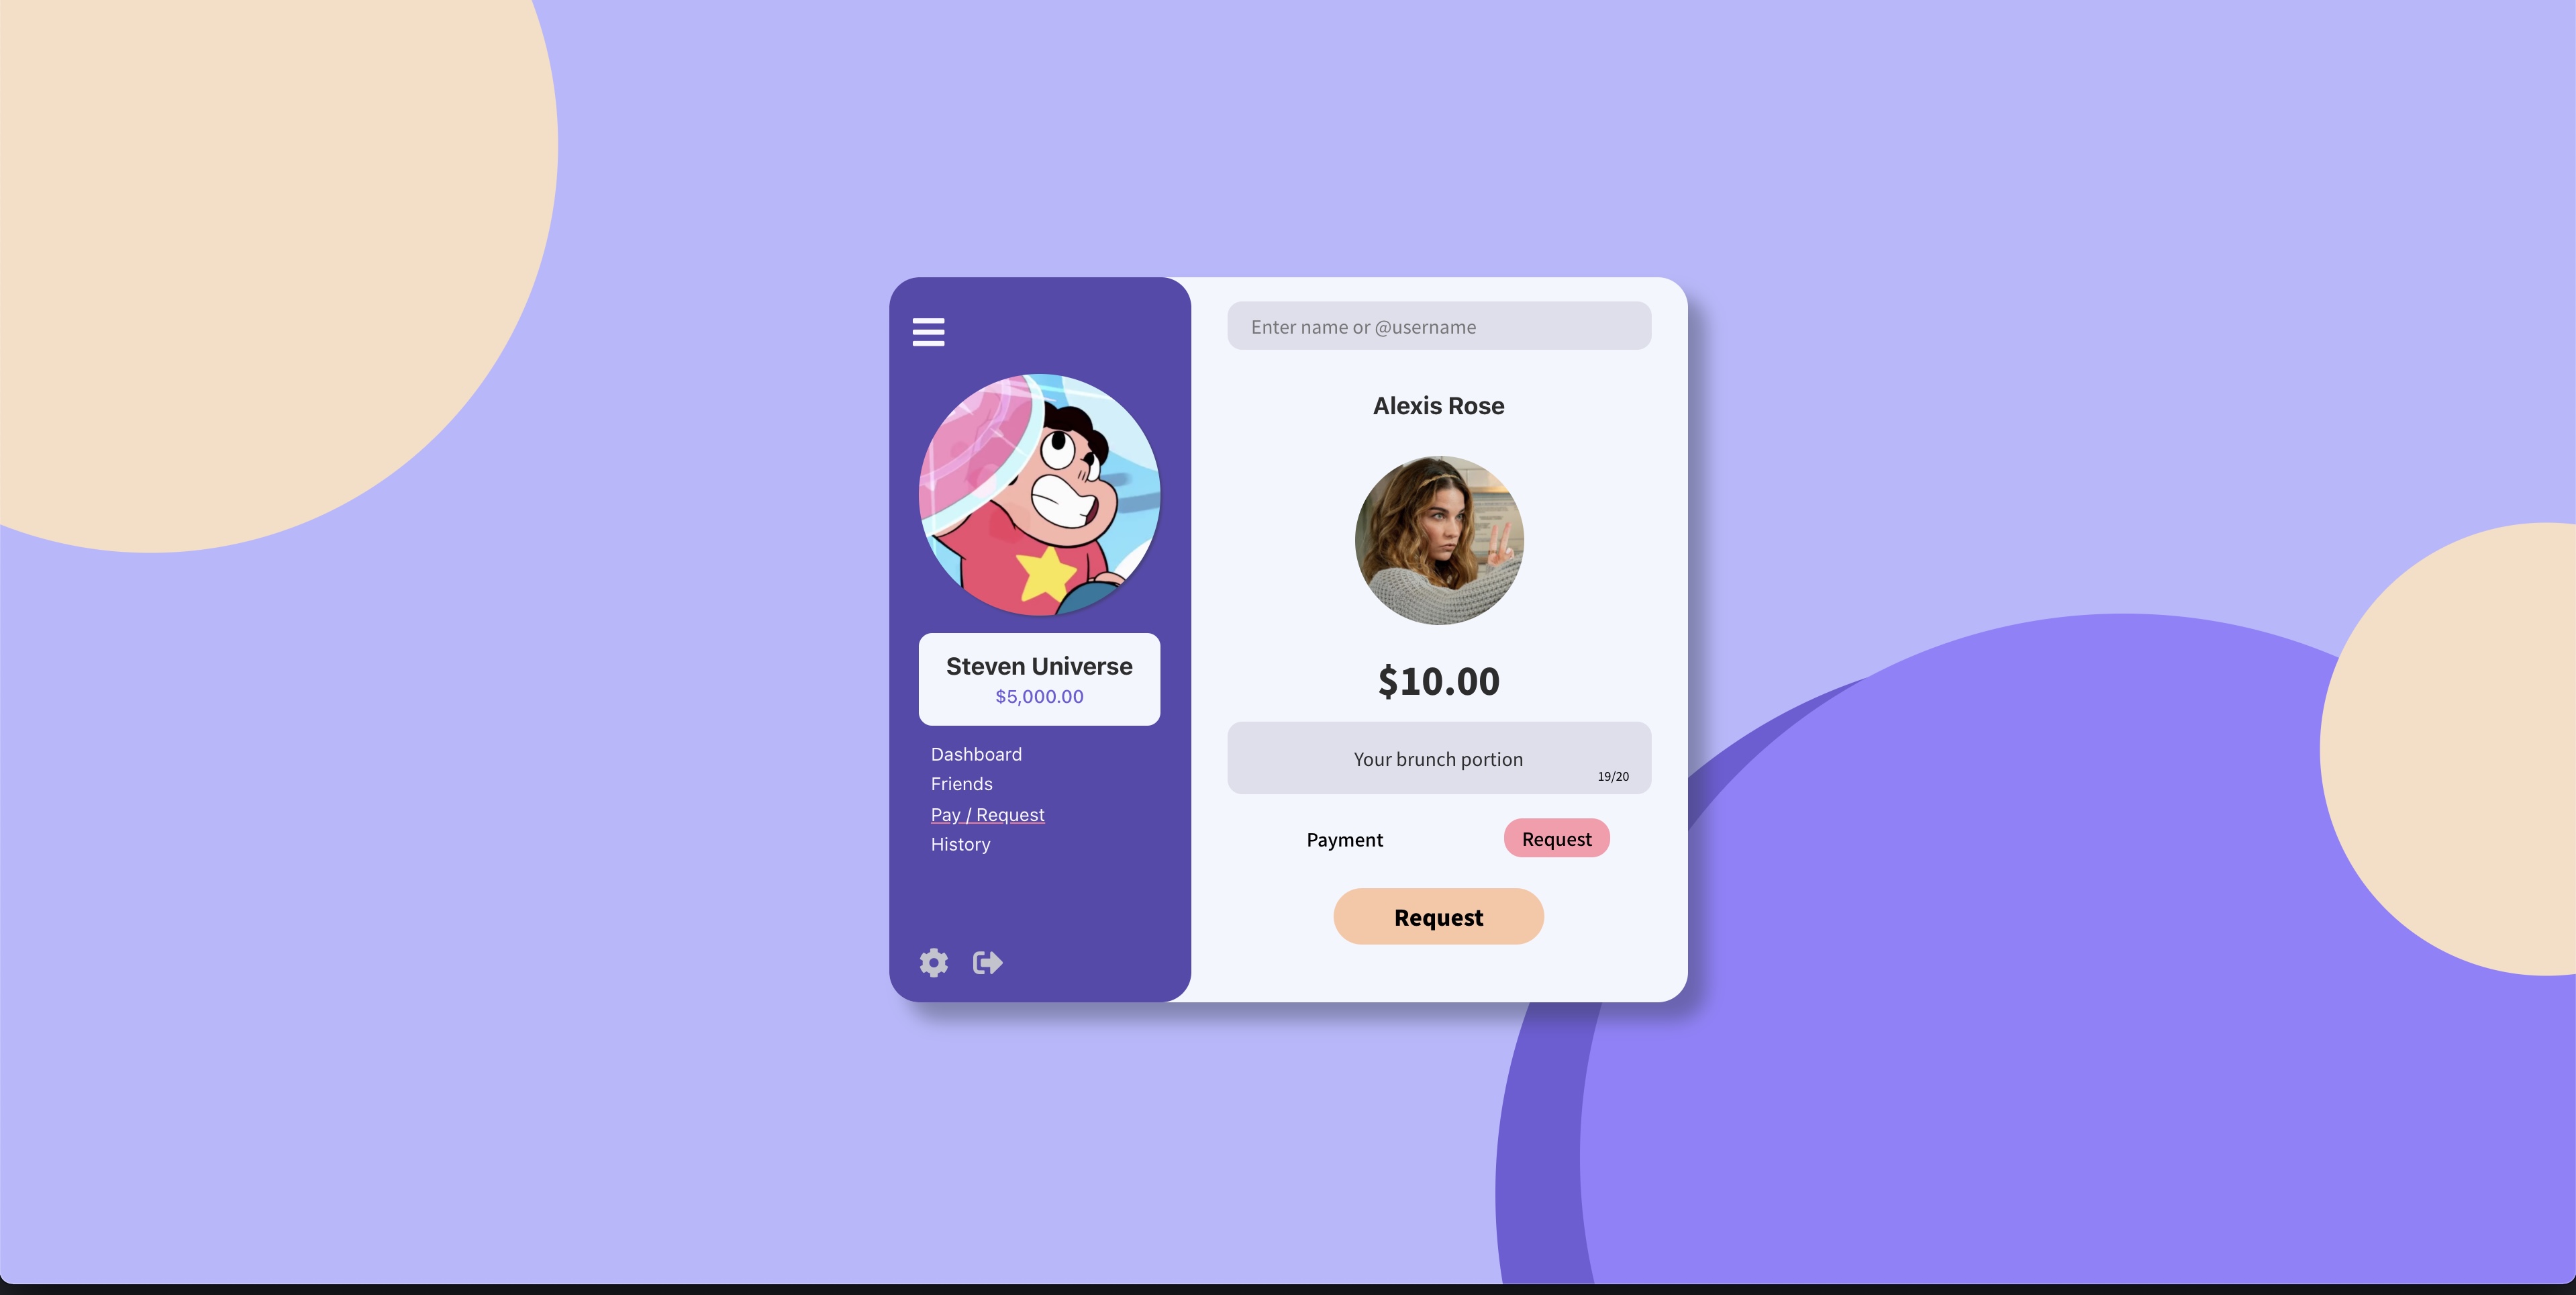 Steven Universe
$5,000.00
Dashboard
Friends
Pay / Request
History
Enter name or @username
Alexis Rose
$10.00
Your brunch portion
19/20
Payment
Request
Request